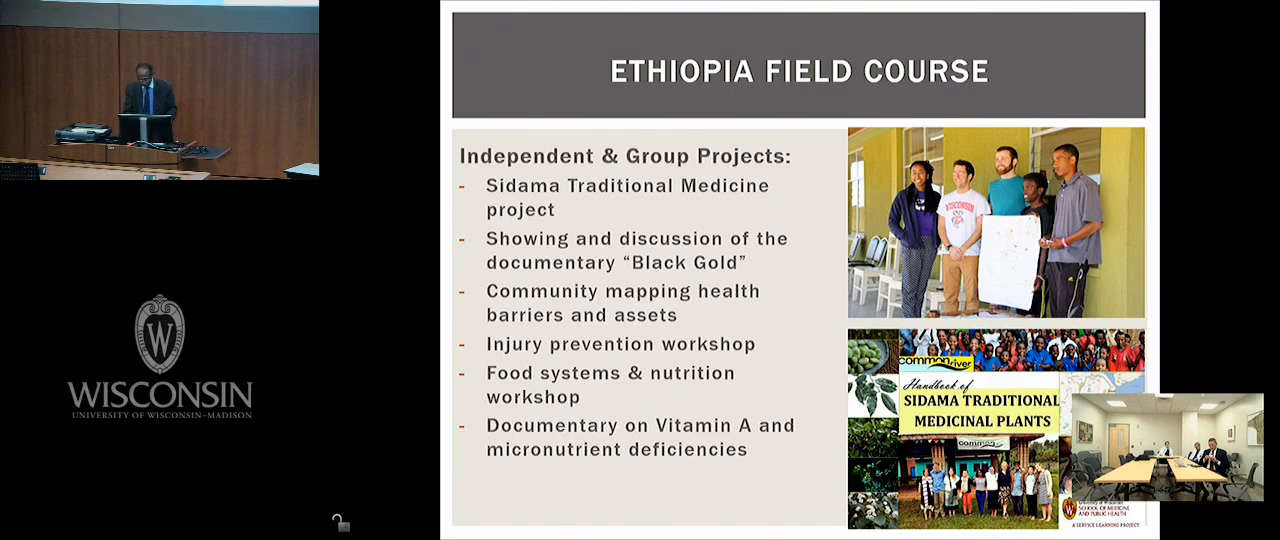 ETHIOPIA FIELD COURSE
Independent & Group Projects:
- Sidama Traditional Medicine
project
- Showing and discussion of the
documentary “Black Gold”
- Community mapping health
barriers and assets
- Injury prevention workshop
- Food systems & nutrition
workshop
- Documentary on Vitamin A and
micronutrient deficiencies
WISCONSIN
commonriver
Handbook of
SIDAMA TRADITIONAL
MEDICINAL PLANTS
common
SCHOOL OF MEDICINE
AND PUBLIC HEALTH
A SERVICE LEARNING PROJECT
W
WISCONSIN
UNIVERSITY OF WISCONSIN–MADISON